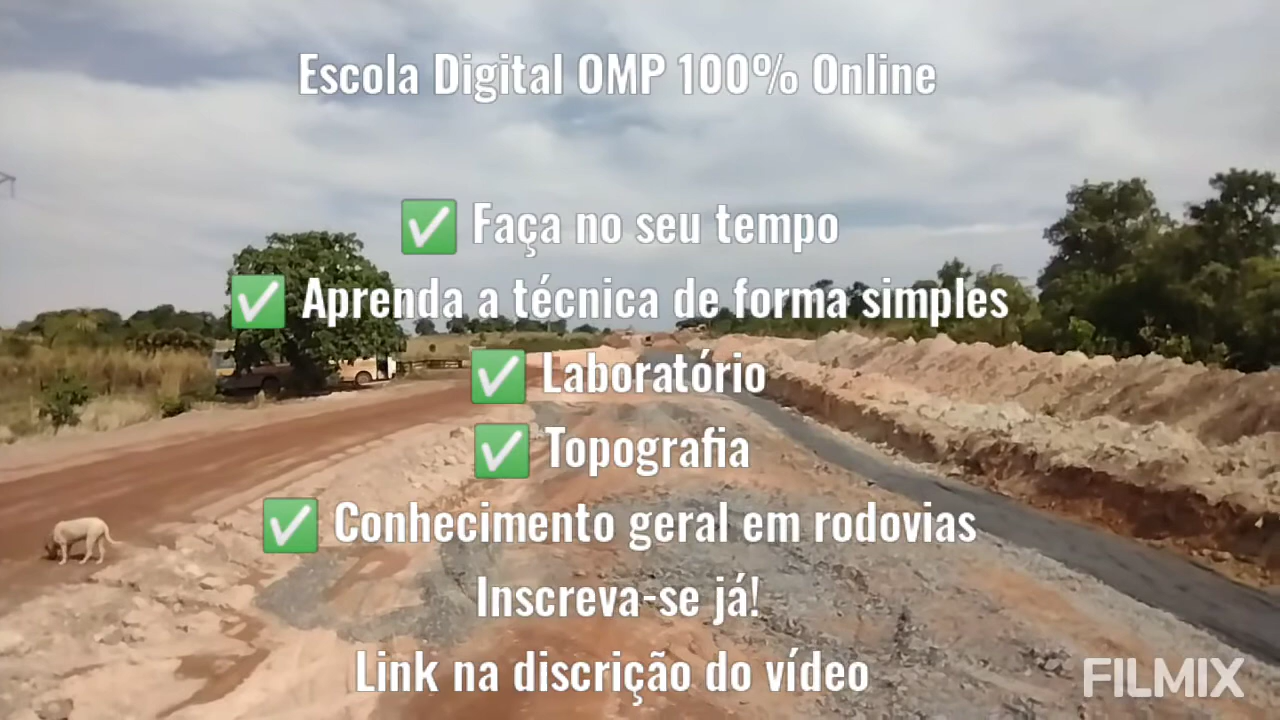 Escola Digital OMP 100% Online
✅ Faça no seu tempo
✅ Aprenda a técnica de forma simples
✅ Laboratório
✅ Topografia
✅ Conhecimento geral em rodovias
Inscreva-se já!
Link na discrição do vídeo
FILMIX